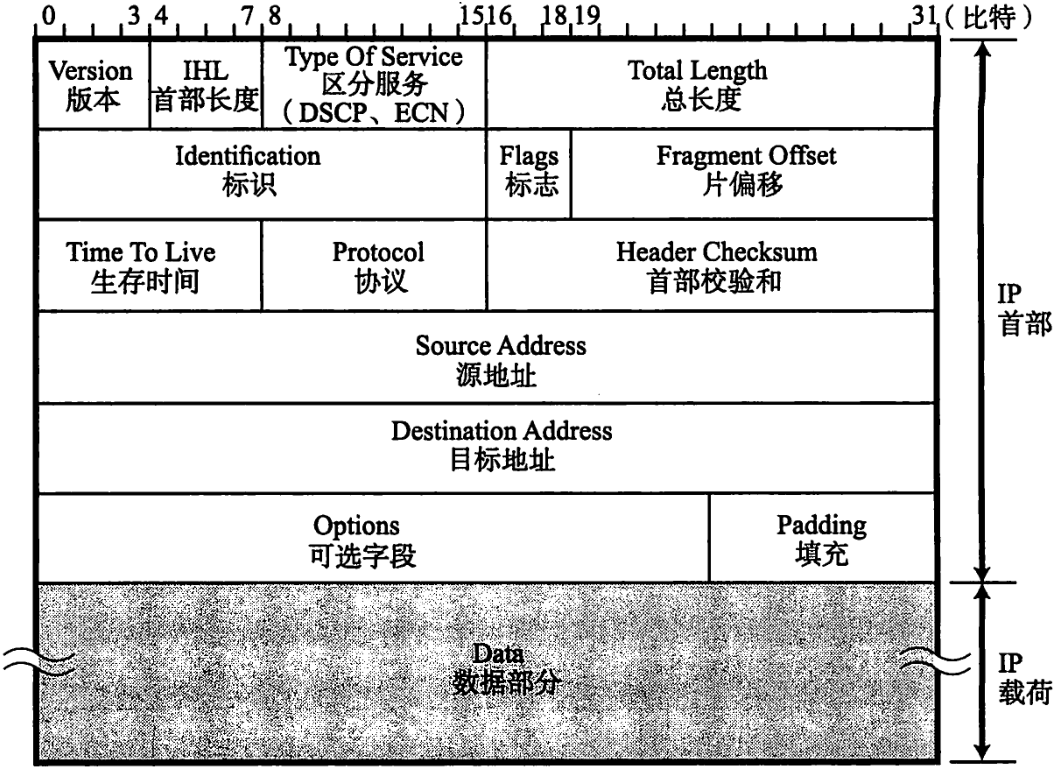 0 3 4 7 8 15 16 18 19 31 (比特)
Version
版本
IHL
首部长度
Type Of Service
区分服务
(DSCP、ECN)
Total Length
总长度
Identification
标识
Flags
标志
Fragment Offset
片偏移
Time To Live
生存时间
Protocol
协议
Header Checksum
首部校验和
IP
首部
Source Address
源地址
Destination Address
目标地址
Options
可选字段
Padding
填充
Data
数据部分
IP
载荷